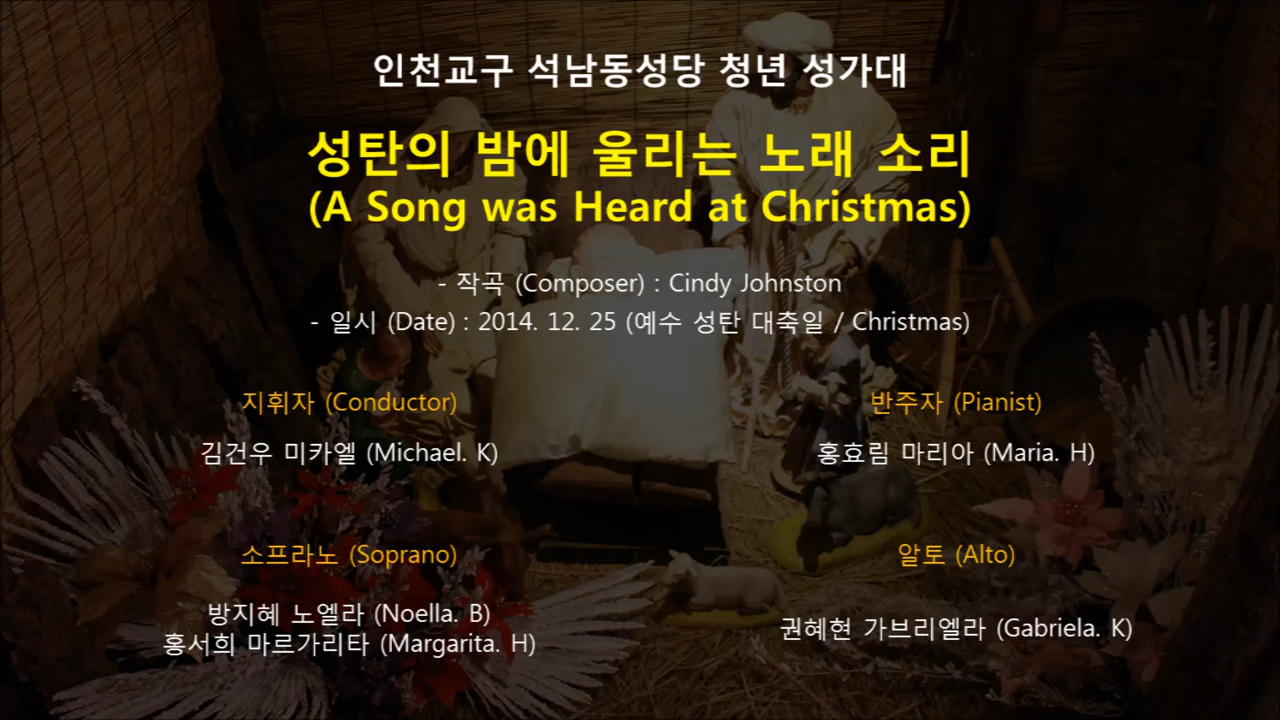 인천교구 석남동성당 청년 성가대
성탄의 밤에 울리는 노래 소리
(A Song was Heard at Christmas)
- 작곡 (Composer) : Cindy Johnston
- 일시 (Date) : 2014. 12. 25 (예수 성탄 대축일 / Christmas)
지휘자 (Conductor)
김건우 미카엘 (Michael. K)
반주자 (Pianist)
홍효림 마리아 (Maria. H)
소프라노 (Soprano)
방지혜 노엘라 (Noella. B)
홍서희 마르가리타 (Margarita. H)
알토 (Alto)
권혜현 가브리엘라 (Gabriela. K)